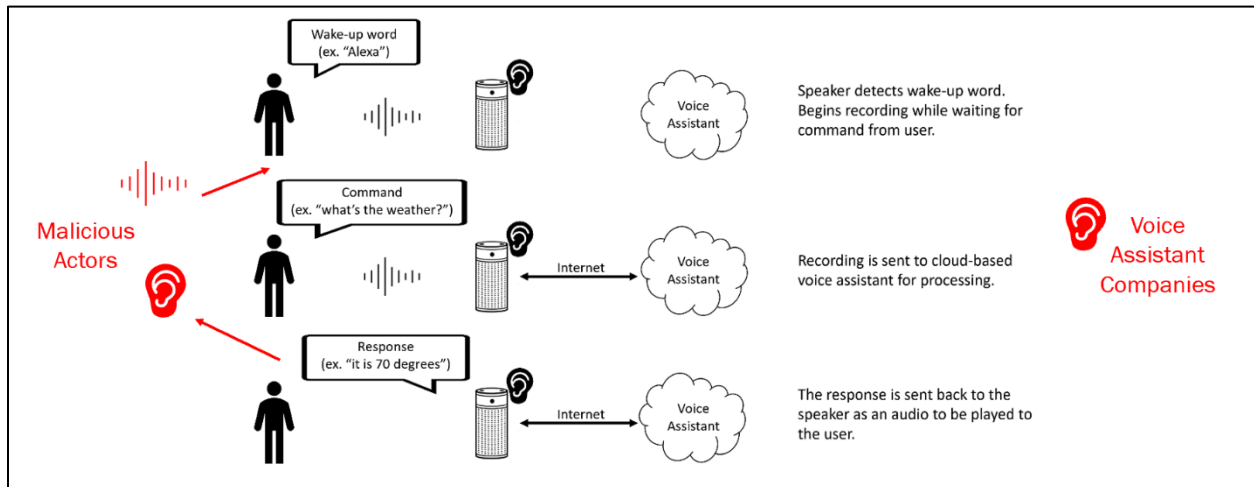 Wake-up word
(ex. “Alexa”)
Voice
Assistant
Speaker detects wake-up word.
Begins recording while waiting for
command from user.
Malicious
Actors
Command
(ex. “what’s the weather?”)
Internet
Voice
Assistant
Recording is sent to cloud-based
voice assistant for processing.
Voice
Assistant
Companies
Response
(ex. “it is 70 degrees”)
Internet
Voice
Assistant
The response is sent back to the
speaker as an audio to be played to
the user.